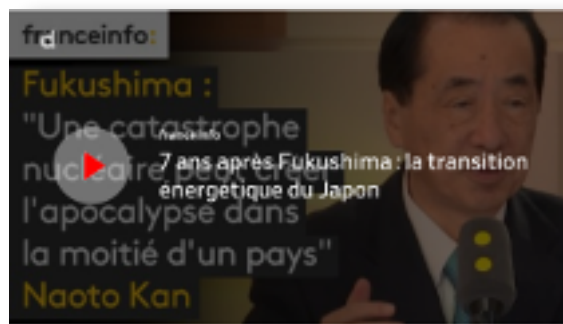 franceinfo:
Fukushima :
"Une catastrophe
nucléaire peut créer
l'apocalypse dans
la moitié d'un pays"
Naoto Kan
franceinfo
7 ans après Fukushima : la transition
énergétique du Japon